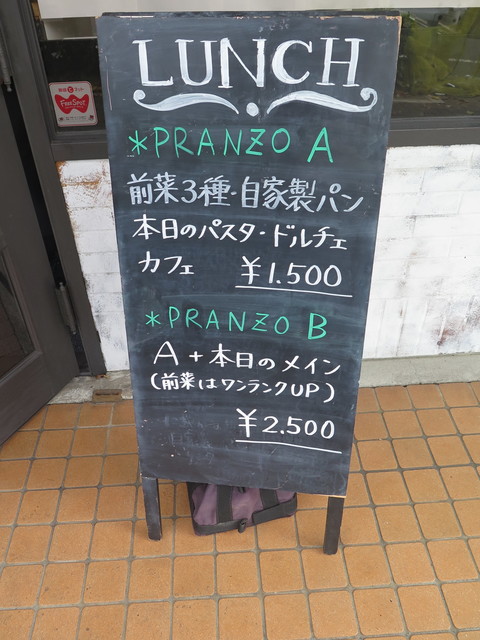 LUNCH
*PRANZO A
前菜3種・自家製パン
本日のパスタ・ドルチェ
カフェ ¥1.500
*PRANZO B
A+本日のメイン
(前菜はワンランクUP)
¥2.500
FREESPOT